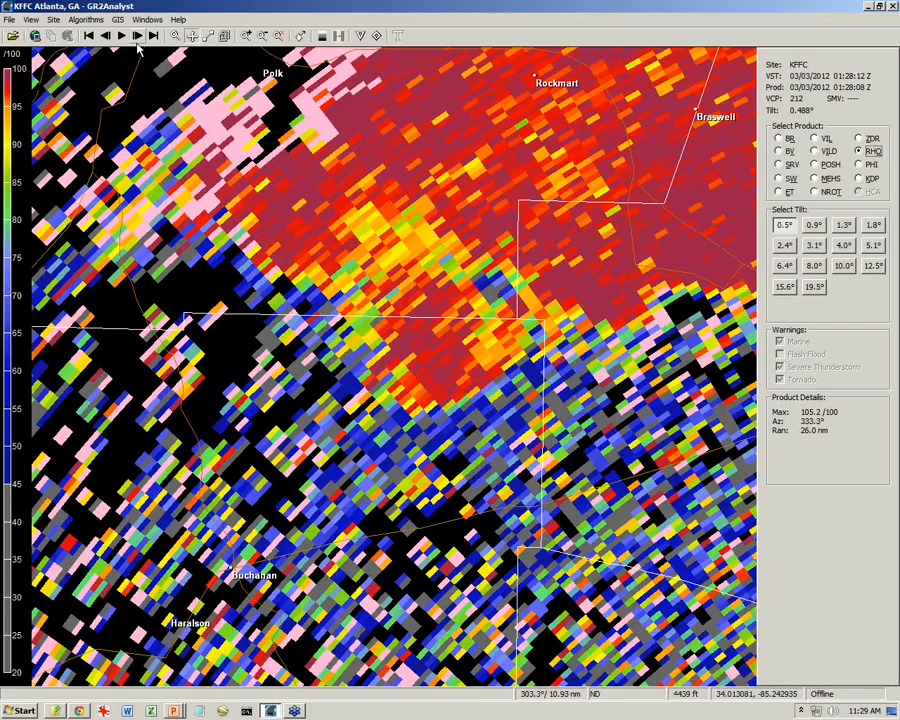 KFFC Atlanta, GA - GR2Analyst
File View Site Algorithms GIS Windows Help
/100
100
95
90
85
80
75
70
65
60
55
50
45
40
35
30
25
20
Polk
Rockmart
Braswell
Buchanan
Haralson
Site: KFFC
VST: 03/03/2012 01:28:12 Z
Prod: 03/03/2012 01:28:08 Z
VCP: 212 SMV: ----
Tilt: 0.488°
Select Product:
BR VIL ZDR
BV VILD RHO
SRV POSH PHI
SW MEHS KDP
ET NROT HCA
Select Tilt:
0.5° 0.9° 1.3° 1.8°
2.4° 3.1° 4.0° 5.1°
6.4° 8.0° 10.0° 12.5°
15.6° 19.5°
Warnings:
Marine
Flash Flood
Severe Thunderstorm
Tornado
Product Details:
Max: 105.2 /100
Az: 333.3°
Ran: 26.0 nm
303.3°/ 10.93 nm ND 4439 ft 34.013081, -85.242935 Offline
Start 11:29 AM